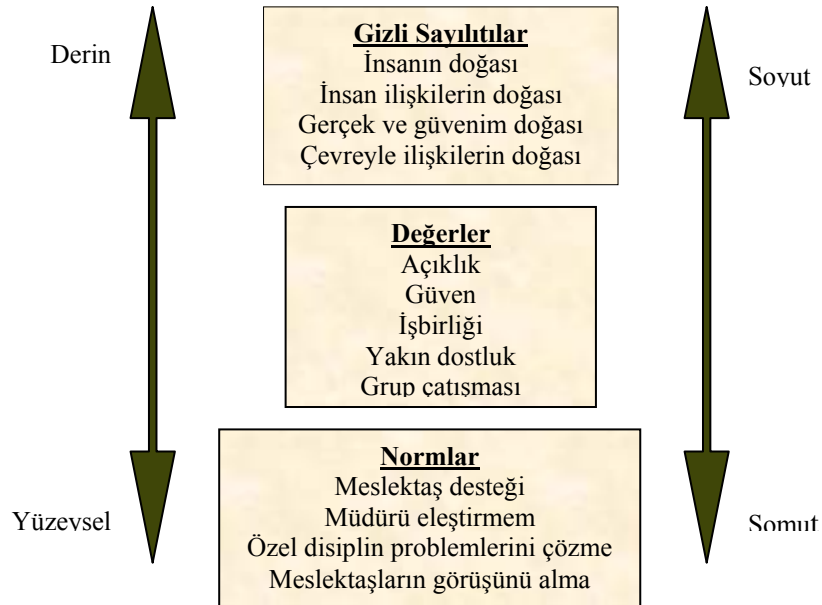 Derin
Soyut
Gizli Sayılıtılar
İnsanın doğası
İnsan ilişkilerin doğası
Gerçek ve güvenim doğası
Çevreyle ilişkilerin doğası
Değerler
Açıklık
Güven
İşbirliği
Yakın dostluk
Grup çatışması
Yüzeysel
Somut
Normlar
Meslektaş desteği
Müdürü eleştirmem
Özel disiplin problemlerini çözme
Meslektaşların görüşünü alma